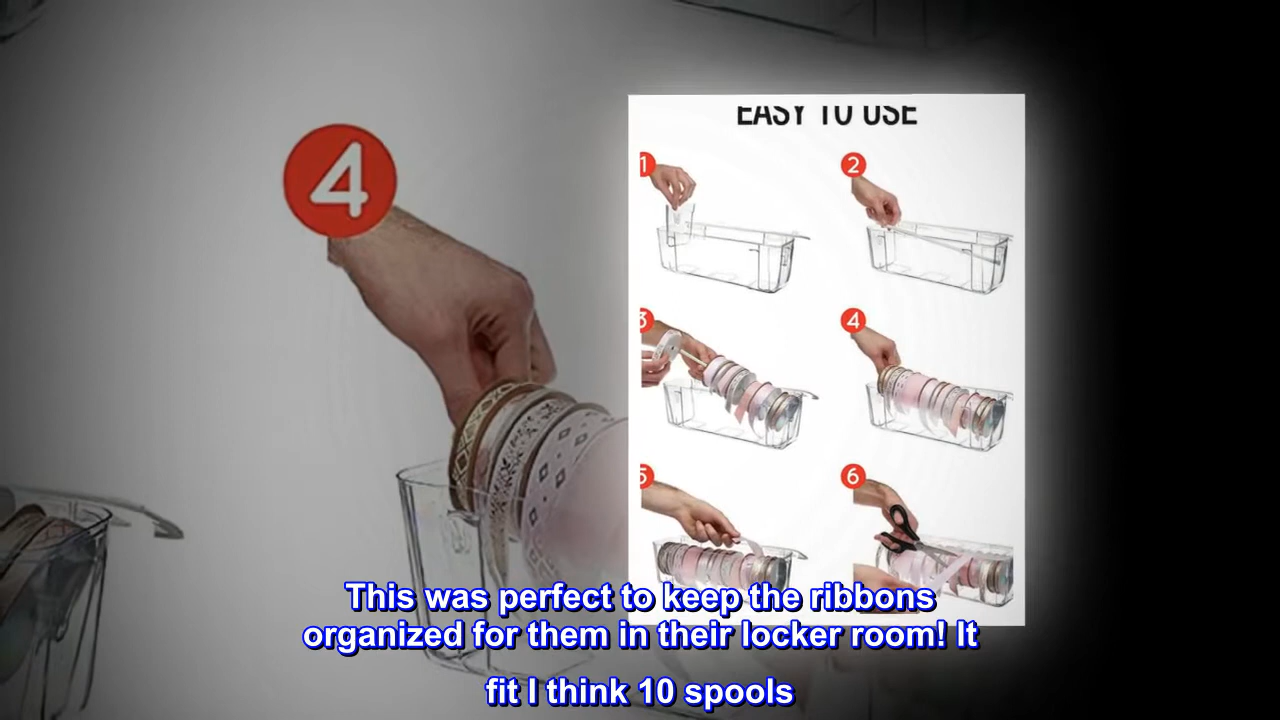 4
EASY TO USE
1
2
3
4
5
6
This was perfect to keep the ribbons
organized for them in their locker room! It
fit I think 10 spools